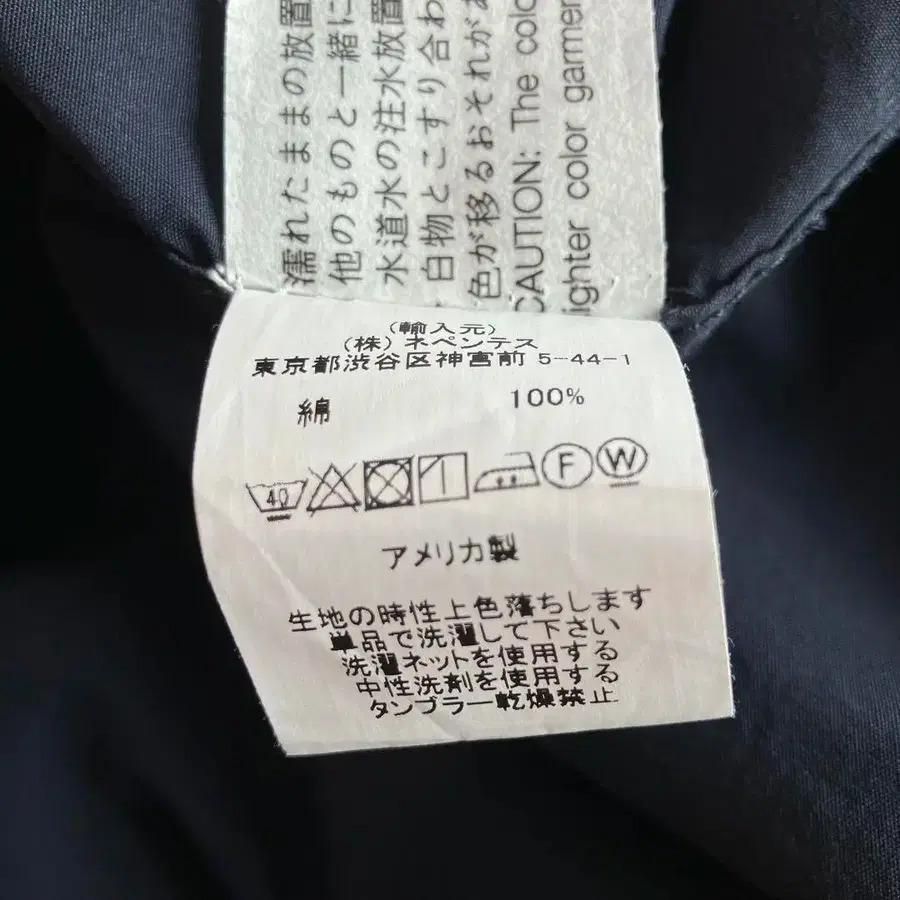 濡れたままの放置
他のものと一緒に
水道水の注水放置
・白物とこすり合わ
色が移るおそれがあ
CAUTION: The colo
lighter color garmen
(輸入元)
(株) ネペンテス
東京都渋谷区神宮前 5-44-1
綿 100%
40 F W
アメリカ製
生地の時性上色落ちします
単品で洗濯して下さい
洗濯ネットを使用する
中性洗剤を使用する
タンブラー乾燥禁止